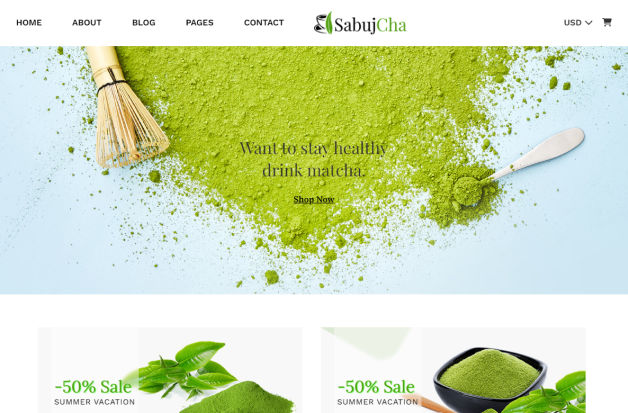 HOME ABOUT BLOG PAGES CONTACT SabujCha USD
Want to stay healthy
drink matcha.
Shop Now
-50% Sale
SUMMER VACATION
-50% Sale
SUMMER VACATION